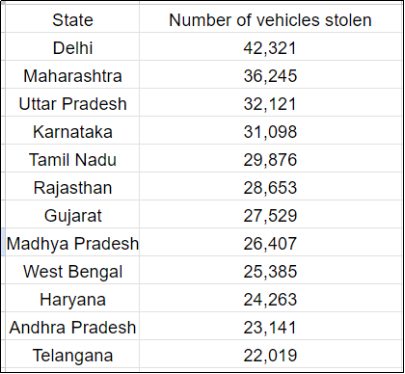 State Number of vehicles stolen
Delhi 42,321
Maharashtra 36,245
Uttar Pradesh 32,121
Karnataka 31,098
Tamil Nadu 29,876
Rajasthan 28,653
Gujarat 27,529
Madhya Pradesh 26,407
West Bengal 25,385
Haryana 24,263
Andhra Pradesh 23,141
Telangana 22,019